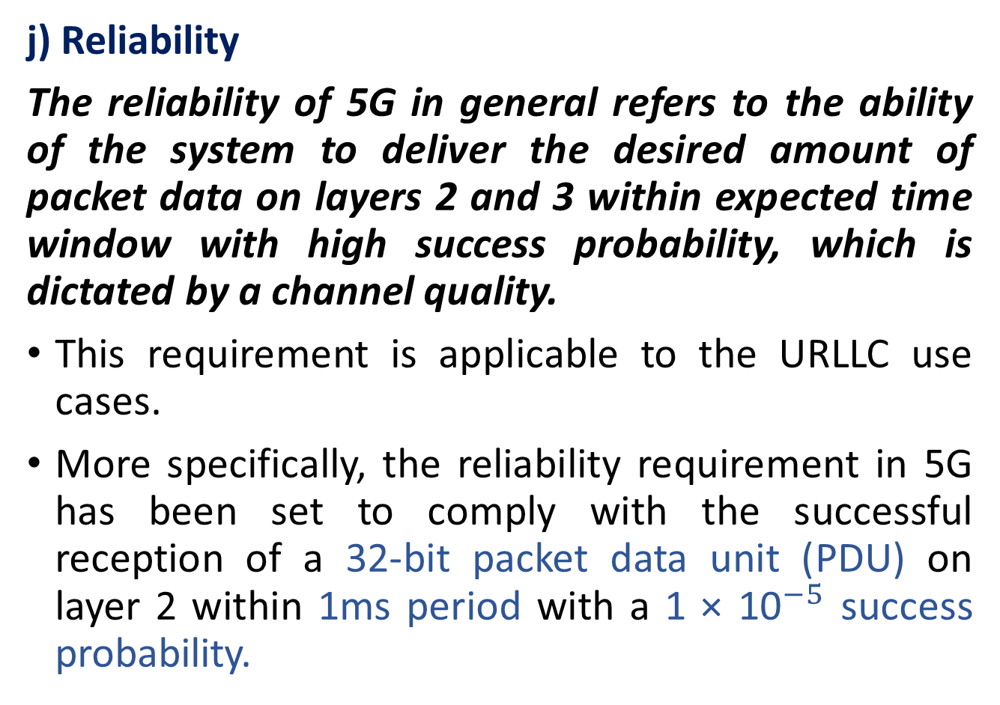 j) Reliability
The reliability of 5G in general refers to the ability
of the system to deliver the desired amount of
packet data on layers 2 and 3 within expected time
window with high success probability, which is
dictated by a channel quality.
• This requirement is applicable to the URLLC use
cases.
• More specifically, the reliability requirement in 5G
has been set to comply with the successful
reception of a 32-bit packet data unit (PDU) on
layer 2 within 1ms period with a 1 × 10⁻⁵ success
probability.